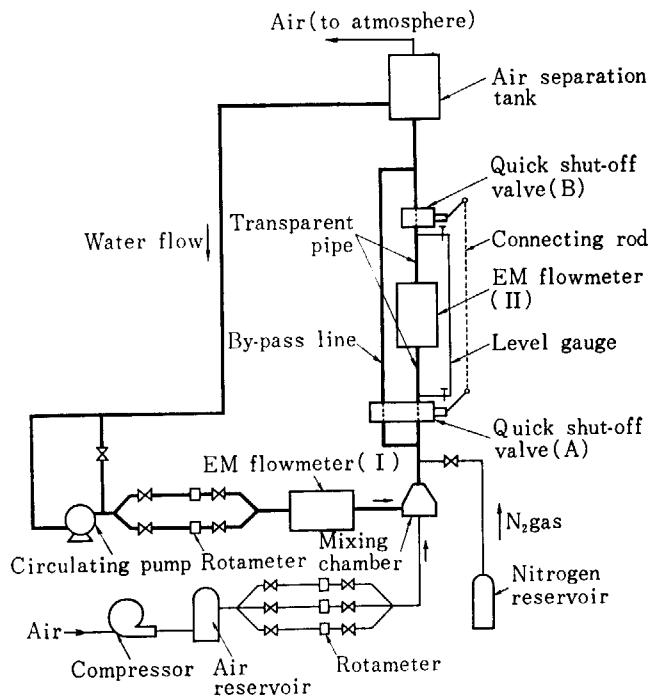 Air(to atmosphere)
Air separation
tank
Quick shut-off
valve(B)
Transparent
pipe
Water flow
Connecting rod
EM flowmeter
(II)
By-pass line
Level gauge
Quick shut-off
valve(A)
EM flowmeter(I)
N₂gas
Mixing
chamber
Circulating pump
Rotameter
Nitrogen
reservoir
Air
Compressor
Air
reservoir
Rotameter